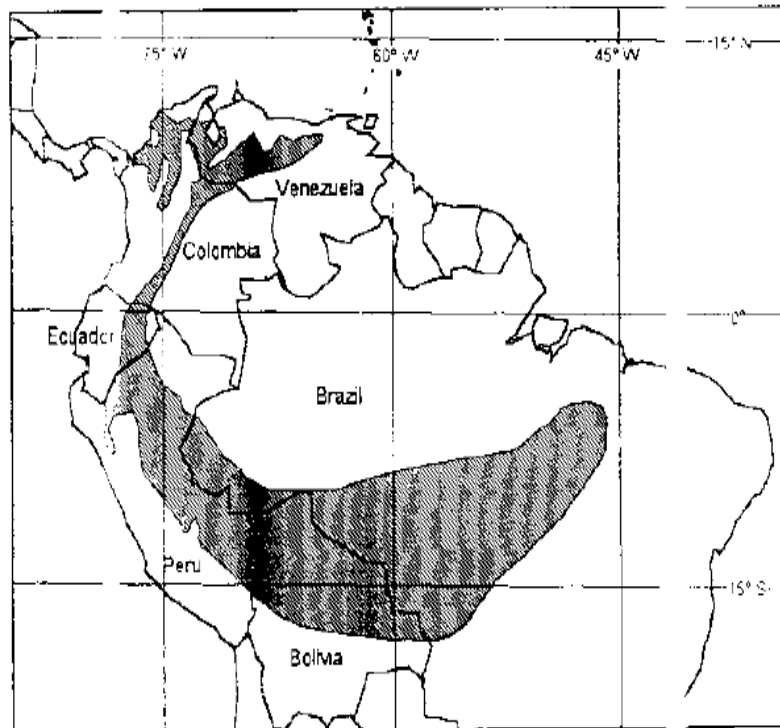 75° W 60° W 45° W 15° N
Venezuela
Colombia
Ecuador 0°
Brazil
Peru 15° S
Bolivia